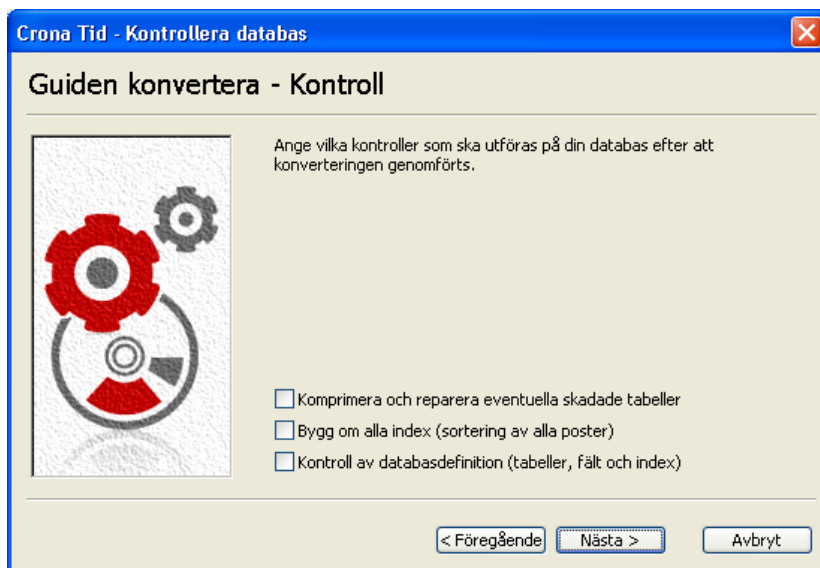 Crona Tid - Kontrollera databas
Guiden konvertera - Kontroll
Ange vilka kontroller som ska utföras på din databas efter att
konverteringen genomförts.
Komprimera och reparera eventuella skadade tabeller
Bygg om alla index (sortering av alla poster)
Kontroll av databasdefinition (tabeller, fält och index)
< Föregående
Nästa >
Avbryt